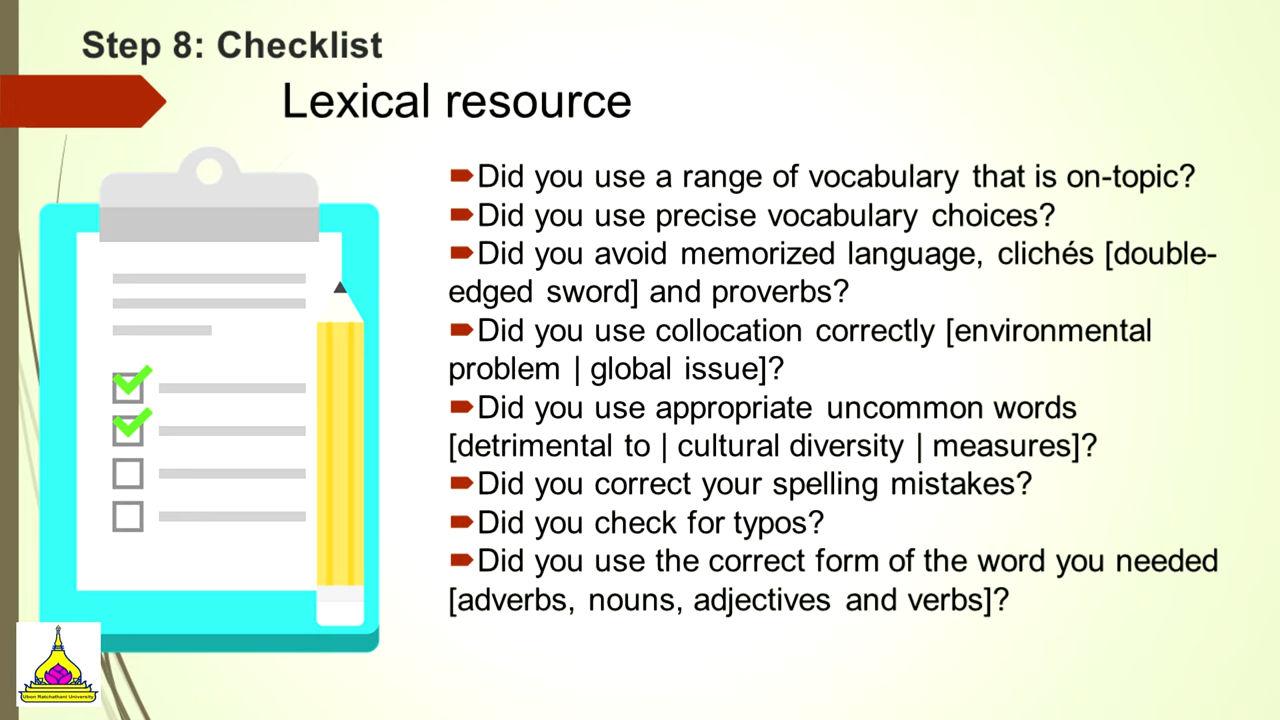 Step 8: Checklist
Lexical resource
Did you use a range of vocabulary that is on-topic?
Did you use precise vocabulary choices?
Did you avoid memorized language, clichés [double-
edged sword] and proverbs?
Did you use collocation correctly [environmental
problem | global issue]?
Did you use appropriate uncommon words
[detrimental to | cultural diversity | measures]?
Did you correct your spelling mistakes?
Did you check for typos?
Did you use the correct form of the word you needed
[adverbs, nouns, adjectives and verbs]?
Ubon Ratchathani University